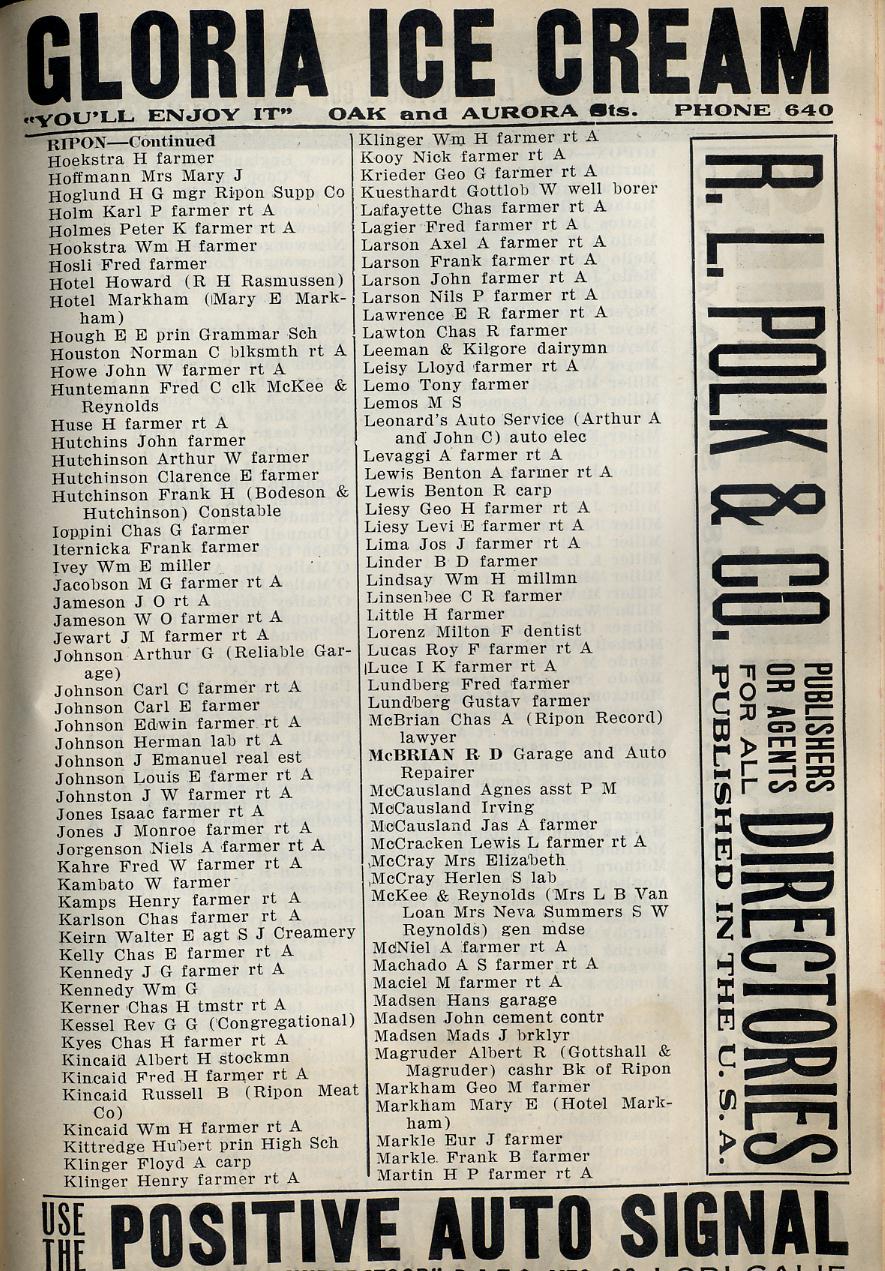 GLORIA ICE CREAM
"YOU'LL ENJOY IT" OAK and AURORA Sts. PHONE 640
RIPON—Continued
Hoekstra H farmer
Hoffmann Mrs Mary J
Hoglund H G mgr Ripon Supp Co
Holm Karl P farmer rt A
Holmes Peter K farmer rt A
Hookstra Wm H farmer
Hosli Fred farmer
Hotel Howard (R H Rasmussen)
Hotel Markham (Mary E Mark-
ham)
Hough E E prin Grammar Sch
Houston Norman C blksmth rt A
Howe John W farmer rt A
Huntemann Fred C clk McKee &
Reynolds
Huse H farmer rt A
Hutchins John farmer
Hutchinson Arthur W farmer
Hutchinson Clarence E farmer
Hutchinson Frank H (Bodeson &
Hutchinson) Constable
Ioppini Chas G farmer
Iternicka Frank farmer
Ivey Wm E miller
Jacobson M G farmer rt A
Jameson J O rt A
Jameson W O farmer rt A
Jewart J M farmer rt A
Johnson Arthur G (Reliable Gar-
age)
Johnson Carl C farmer rt A
Johnson Carl E farmer
Johnson Edwin farmer rt A
Johnson Herman lab rt A
Johnson J Emanuel real est
Johnson Louis E farmer rt A
Johnston J W farmer rt A
Jones Isaac farmer rt A
Jones J Monroe farmer rt A
Jorgenson Niels A farmer rt A
Kahre Fred W farmer rt A
Kambato W farmer
Kamps Henry farmer rt A
Karlson Chas farmer rt A
Keirn Walter E agt S J Creamery
Kelly Chas E farmer rt A
Kennedy J G farmer rt A
Kennedy Wm G
Kerner Chas H tmstr rt A
Kessel Rev G G (Congregational)
Kyes Chas H farmer rt A
Kincaid Albert H stockmn
Kincaid Fred H farmer rt A
Kincaid Russell B (Ripon Meat
Co)
Kincaid Wm H farmer rt A
Kittredge Hubert prin High Sch
Klinger Floyd A carp
Klinger Henry farmer rt A
Klinger Wm H farmer rt A
Kooy Nick farmer rt A
Krieder Geo G farmer rt A
Kuesthardt Gottlob W well borer
Lafayette Chas farmer rt A
Lagier Fred farmer rt A
Larson Axel A farmer rt A
Larson Frank farmer rt A
Larson John farmer rt A
Larson Nils P farmer rt A
Lawrence E R farmer rt A
Lawton Chas R farmer
Leeman & Kilgore dairymn
Leisy Lloyd farmer rt A
Lemo Tony farmer
Lemos M S
Leonard's Auto Service (Arthur A
and John C) auto elec
Levaggi A farmer rt A
Lewis Benton A farmer rt A
Lewis Benton R carp
Liesy Geo H farmer rt A
Liesy Levi E farmer rt A
Lima Jos J farmer rt A
Linder B D farmer
Lindsay Wm H millmn
Linsenbee C R farmer
Little H farmer
Lorenz Milton F dentist
Lucas Roy F farmer rt A
Luce I K farmer rt A
Lundberg Fred farmer
Lundberg Gustav farmer
McBrian Chas A (Ripon Record)
lawyer
McBRIAN R D Garage and Auto
Repairer
McCausland Agnes asst P M
McCausland Irving
McCausland Jas A farmer
McCracken Lewis L farmer rt A
McCray Mrs Elizabeth
McCray Herlen S lab
McKee & Reynolds (Mrs L B Van
Loan Mrs Neva Summers S W
Reynolds) gen mdse
McNiel A farmer rt A
Machado A S farmer rt A
Maciel M farmer rt A
Madsen Hans garage
Madsen John cement contr
Madsen Mads J brklyr
Magruder Albert R (Gottshall &
Magruder) cashr Bk of Ripon
Markham Geo M farmer
Markham Mary E (Hotel Mark-
ham)
Markle Eur J farmer
Markle Frank B farmer
Martin H P farmer rt A
R. L. POLK & CO.
PUBLISHERS
OR AGENTS
FOR ALL
DIRECTORIES
PUBLISHED IN THE U. S. A.
USE
THE
POSITIVE AUTO SIGNAL